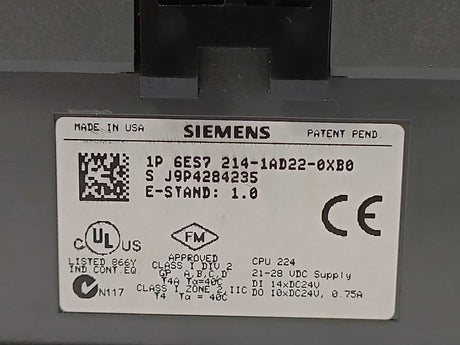 MADE IN USA SIEMENS PATENT PEND.
1P 6ES7 214-1AD22-0XB0
S J9P4284235
E-STAND: 1.0
C UL US
FM
CE
LISTED 866Y
IND CONT.EQ.
N117
APPROVED
CLASS I DIV 2
GP A,B,C,D
T4A Ta=40C
CLASS I ZONE 2,IIC
T4 Ta = 40C
CPU 224
21-28 VDC Supply
DI 14xDC24V
DO 10xDC24V, 0.75A